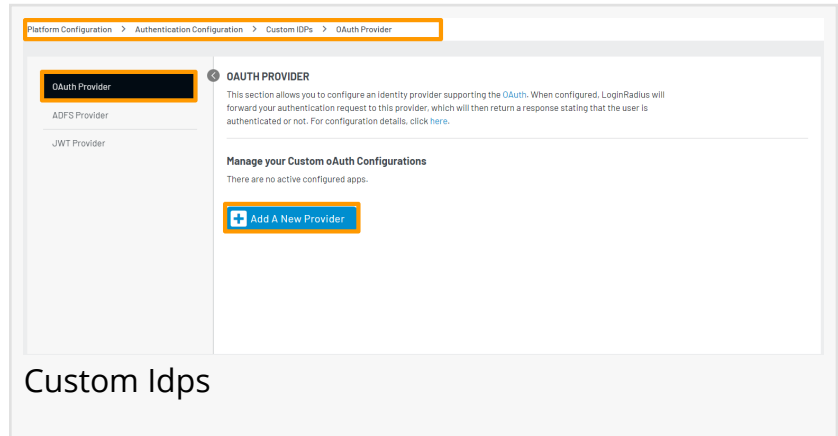 Platform Configuration > Authentication Configuration > Custom IDPs > OAuth Provider
OAuth Provider
ADFS Provider
JWT Provider
OAUTH PROVIDER
This section allows you to configure an identity provider supporting the OAuth. When configured. LoginRadius will
forward your authentication request to this provider, which will then return a response stating that the user is
authenticated or not. For configuration details, click here.
Manage your Custom oAuth Configurations
There are no active configured apps.
Add A New Provider
Custom Idps